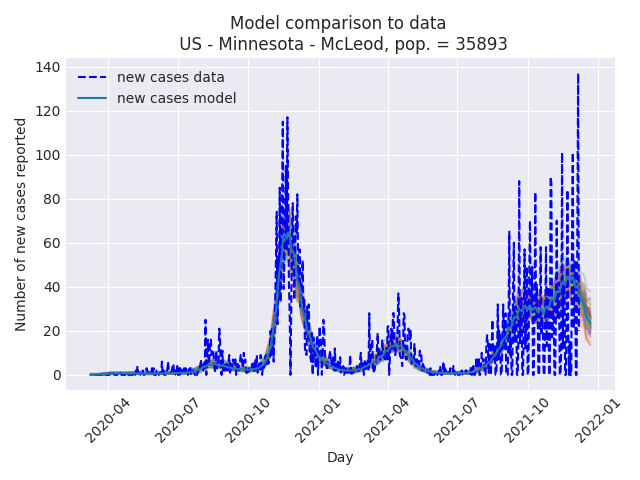 Model comparison to data
US - Minnesota - McLeod, pop. = 35893
new cases data
new cases model
Number of new cases reported
140
120
100
80
60
40
20
0
2020-04
2020-07
2020-10
2021-01
2021-04
2021-07
2021-10
2022-01
Day